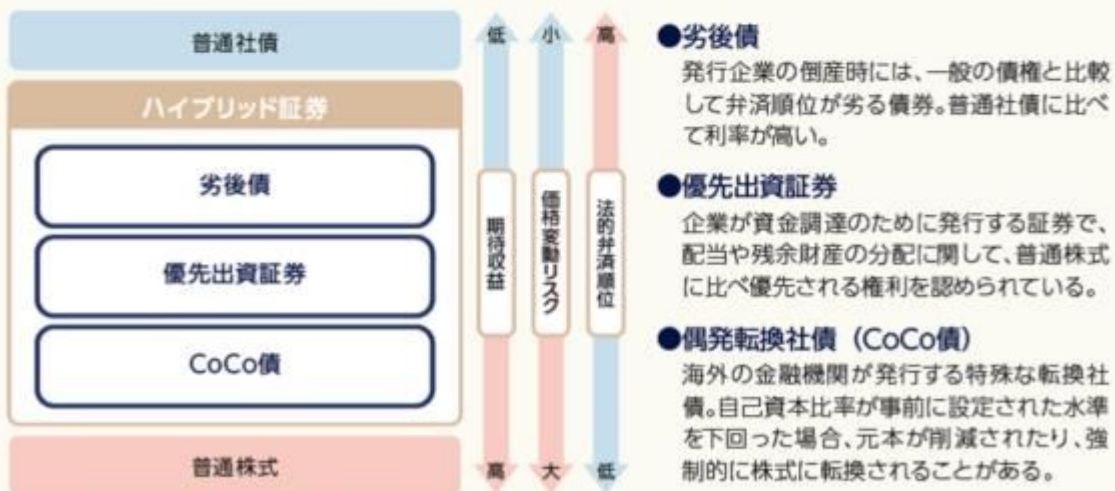 普通社債
ハイブリッド証券
劣後債
優先出資証券
CoCo債
普通株式
低
期待収益
高
小
価格変動リスク
大
高
法的弁済順位
低
●劣後債
発行企業の倒産時には、一般の債権と比較
して弁済順位が劣る債券。普通社債に比べ
て利率が高い。
●優先出資証券
企業が資金調達のために発行する証券で、
配当や残余財産の分配に関して、普通株式
に比べ優先される権利を認められている。
●偶発転換社債（CoCo債）
海外の金融機関が発行する特殊な転換社
債。自己資本比率が事前に設定された水準
を下回った場合、元本が削減されたり、強
制的に株式に転換されることがある。